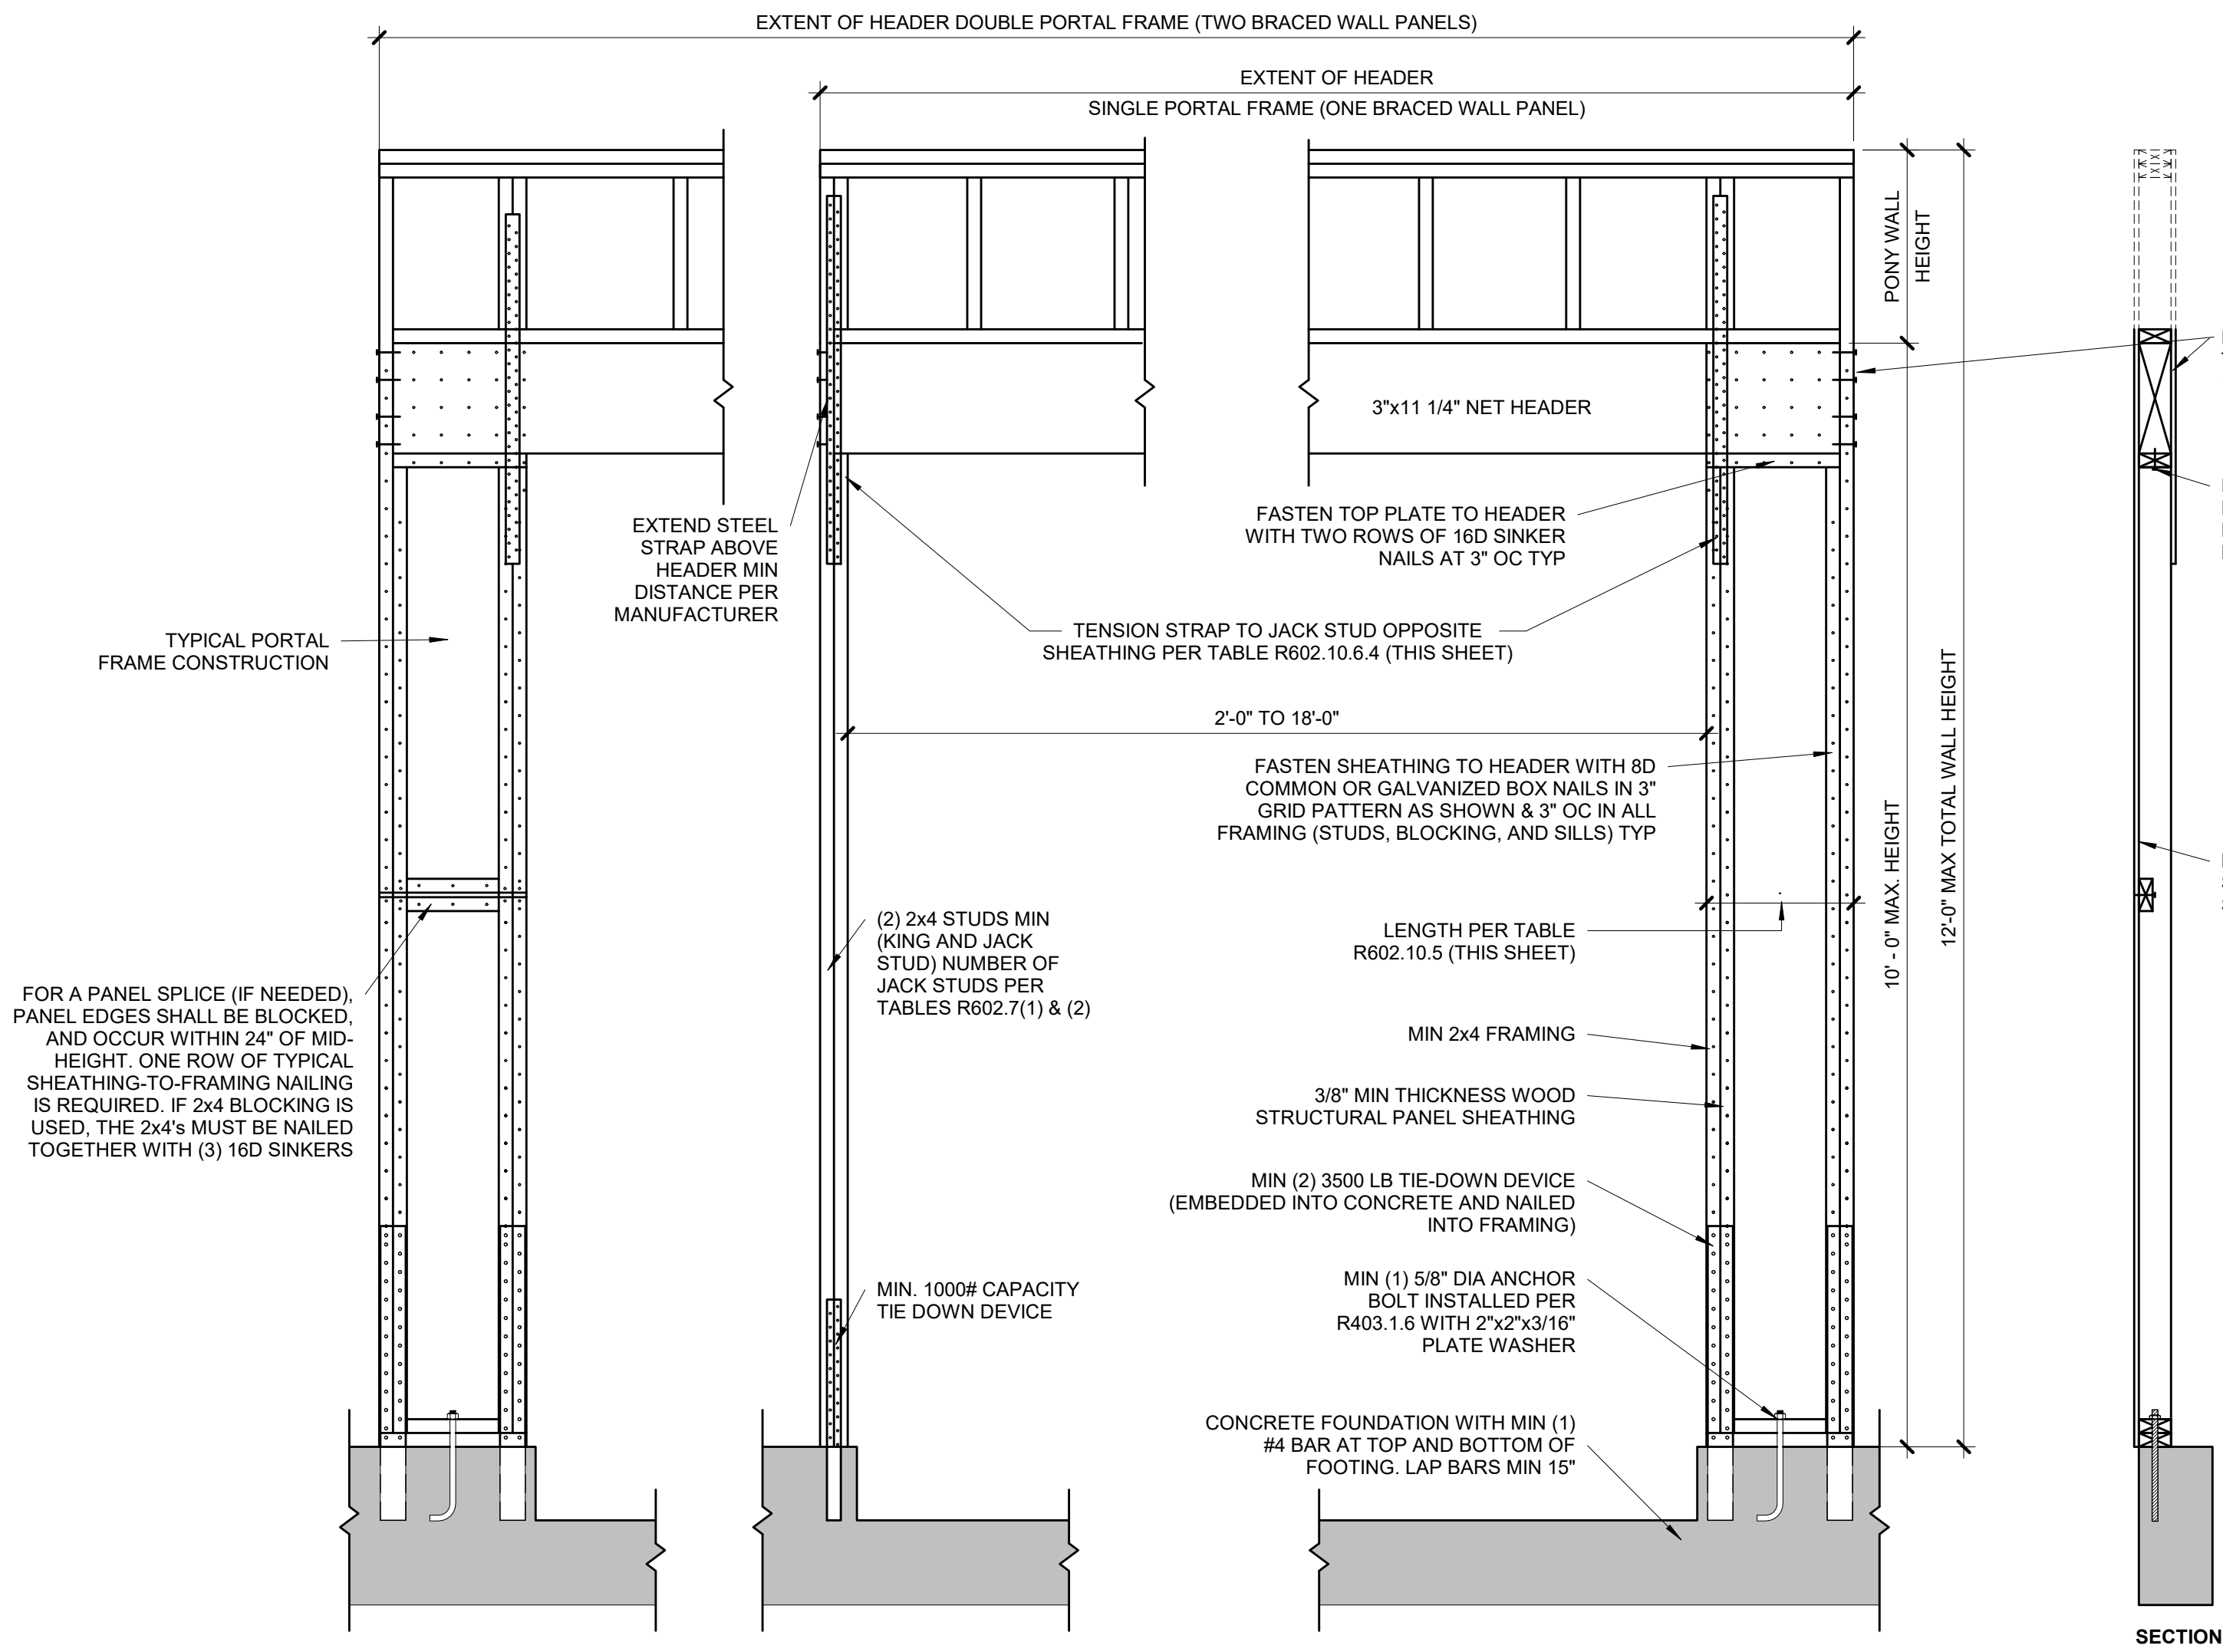 EXTENT OF HEADER DOUBLE PORTAL FRAME (TWO BRACED WALL PANELS)
EXTENT OF HEADER
SINGLE PORTAL FRAME (ONE BRACED WALL PANEL)
PONY WALL
HEIGHT
3"x11 1/4" NET HEADER
EXTEND STEEL
STRAP ABOVE
HEADER MIN
DISTANCE PER
MANUFACTURER
FASTEN TOP PLATE TO HEADER
WITH TWO ROWS OF 16D SINKER
NAILS AT 3" OC TYP
TYPICAL PORTAL
FRAME CONSTRUCTION
TENSION STRAP TO JACK STUD OPPOSITE
SHEATHING PER TABLE R602.10.6.4 (THIS SHEET)
2'-0" TO 18'-0"
FASTEN SHEATHING TO HEADER WITH 8D
COMMON OR GALVANIZED BOX NAILS IN 3"
GRID PATTERN AS SHOWN & 3" OC IN ALL
FRAMING (STUDS, BLOCKING, AND SILLS) TYP
10' - 0" MAX. HEIGHT
12'-0" MAX TOTAL WALL HEIGHT
(2) 2x4 STUDS MIN
(KING AND JACK
STUD) NUMBER OF
JACK STUDS PER
TABLES R602.7(1) & (2)
LENGTH PER TABLE
R602.10.5 (THIS SHEET)
FOR A PANEL SPLICE (IF NEEDED),
PANEL EDGES SHALL BE BLOCKED,
AND OCCUR WITHIN 24" OF MID-
HEIGHT. ONE ROW OF TYPICAL
SHEATHING-TO-FRAMING NAILING
IS REQUIRED. IF 2x4 BLOCKING IS
USED, THE 2x4's MUST BE NAILED
TOGETHER WITH (3) 16D SINKERS
MIN 2x4 FRAMING
3/8" MIN THICKNESS WOOD
STRUCTURAL PANEL SHEATHING
MIN (2) 3500 LB TIE-DOWN DEVICE
(EMBEDDED INTO CONCRETE AND NAILED
INTO FRAMING)
MIN. 1000# CAPACITY
TIE DOWN DEVICE
MIN (1) 5/8" DIA ANCHOR
BOLT INSTALLED PER
R403.1.6 WITH 2"x2"x3/16"
PLATE WASHER
CONCRETE FOUNDATION WITH MIN (1)
#4 BAR AT TOP AND BOTTOM OF
FOOTING. LAP BARS MIN 15"
SECTION